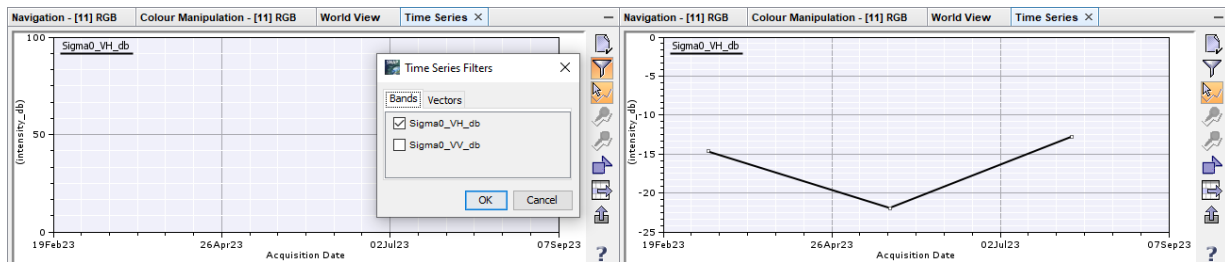 Navigation - [11] RGB
Colour Manipulation - [11] RGB
World View
Time Series ×
100
Sigma0_VH_db
(intensity_db)
50
0
19Feb23
26Apr23
02Jul23
07Sep23
Acquisition Date
Time Series Filters
Bands
Vectors
Sigma0_VH_db
Sigma0_VV_db
OK
Cancel
?
Navigation - [11] RGB
Colour Manipulation - [11] RGB
World View
Time Series ×
0
Sigma0_VH_db
-5
(intensity_db)
-10
-15
-20
-25
19Feb23
26Apr23
02Jul23
07Sep23
Acquisition Date
?